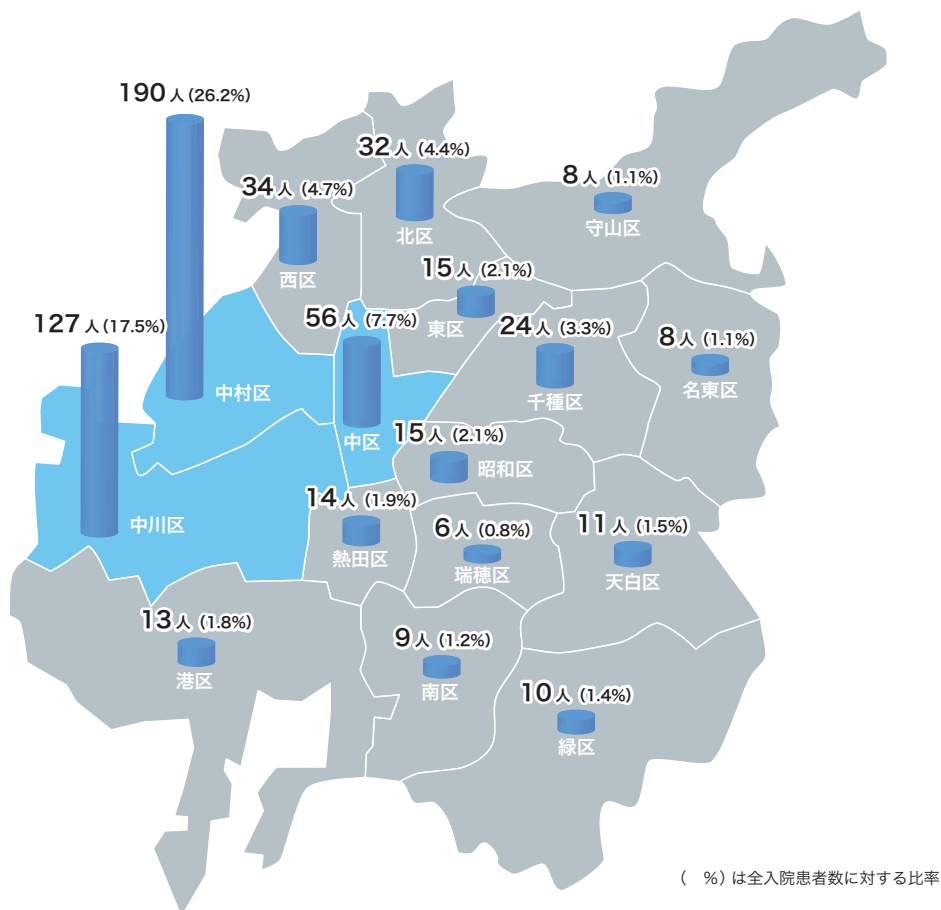 190人(26.2%)
中村区
32人(4.4%)
北区
8人(1.1%)
守山区
34人(4.7%)
西区
15人(2.1%)
東区
127人(17.5%)
中川区
56人(7.7%)
中区
24人(3.3%)
千種区
8人(1.1%)
名東区
15人(2.1%)
昭和区
14人(1.9%)
熱田区
6人(0.8%)
瑞穂区
11人(1.5%)
天白区
13人(1.8%)
港区
9人(1.2%)
南区
10人(1.4%)
緑区
(　%)は全入院患者数に対する比率